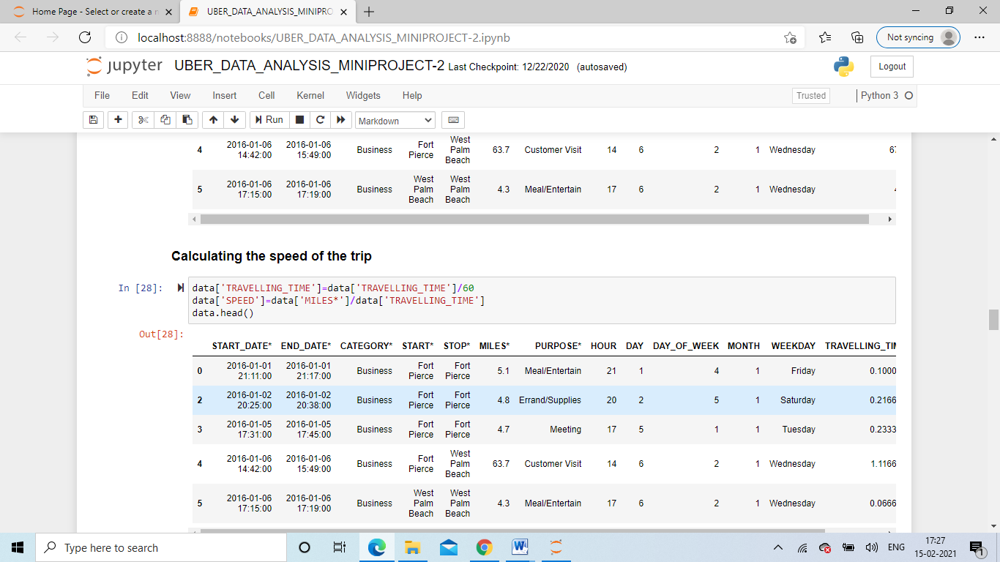 Home Page - Select or create a n
UBER_DATA_ANALYSIS_MINIPRO
localhost:8888/notebooks/UBER_DATA_ANALYSIS_MINIPROJECT-2.ipynb
Not syncing
jupyter UBER_DATA_ANALYSIS_MINIPROJECT-2 Last Checkpoint: 12/22/2020 (autosaved)
Logout
File Edit View Insert Cell Kernel Widgets Help
Trusted Python 3
Run Markdown
4 2016-01-06 14:42:00 2016-01-06 15:49:00 Business Fort Pierce West Palm Beach 63.7 Customer Visit 14 6 2 1 Wednesday 67
5 2016-01-06 17:15:00 2016-01-06 17:19:00 Business West Palm Beach West Palm Beach 4.3 Meal/Entertain 17 6 2 1 Wednesday
Calculating the speed of the trip
In [28]: data['TRAVELLING_TIME']=data['TRAVELLING_TIME']/60
data['SPEED']=data['MILES*']/data['TRAVELLING_TIME']
data.head()
Out[28]:
START_DATE* END_DATE* CATEGORY* START* STOP* MILES* PURPOSE* HOUR DAY DAY_OF_WEEK MONTH WEEKDAY TRAVELLING_TIM
0 2016-01-01 21:11:00 2016-01-01 21:17:00 Business Fort Pierce Fort Pierce 5.1 Meal/Entertain 21 1 4 1 Friday 0.1000
2 2016-01-02 20:25:00 2016-01-02 20:38:00 Business Fort Pierce Fort Pierce 4.8 Errand/Supplies 20 2 5 1 Saturday 0.2166
3 2016-01-05 17:31:00 2016-01-05 17:45:00 Business Fort Pierce Fort Pierce 4.7 Meeting 17 5 1 1 Tuesday 0.2333
4 2016-01-06 14:42:00 2016-01-06 15:49:00 Business Fort Pierce West Palm Beach 63.7 Customer Visit 14 6 2 1 Wednesday 1.1166
5 2016-01-06 17:15:00 2016-01-06 17:19:00 Business West Palm Beach West Palm Beach 4.3 Meal/Entertain 17 6 2 1 Wednesday 0.0666
Type here to search
ENG
17:27
15-02-2021
1